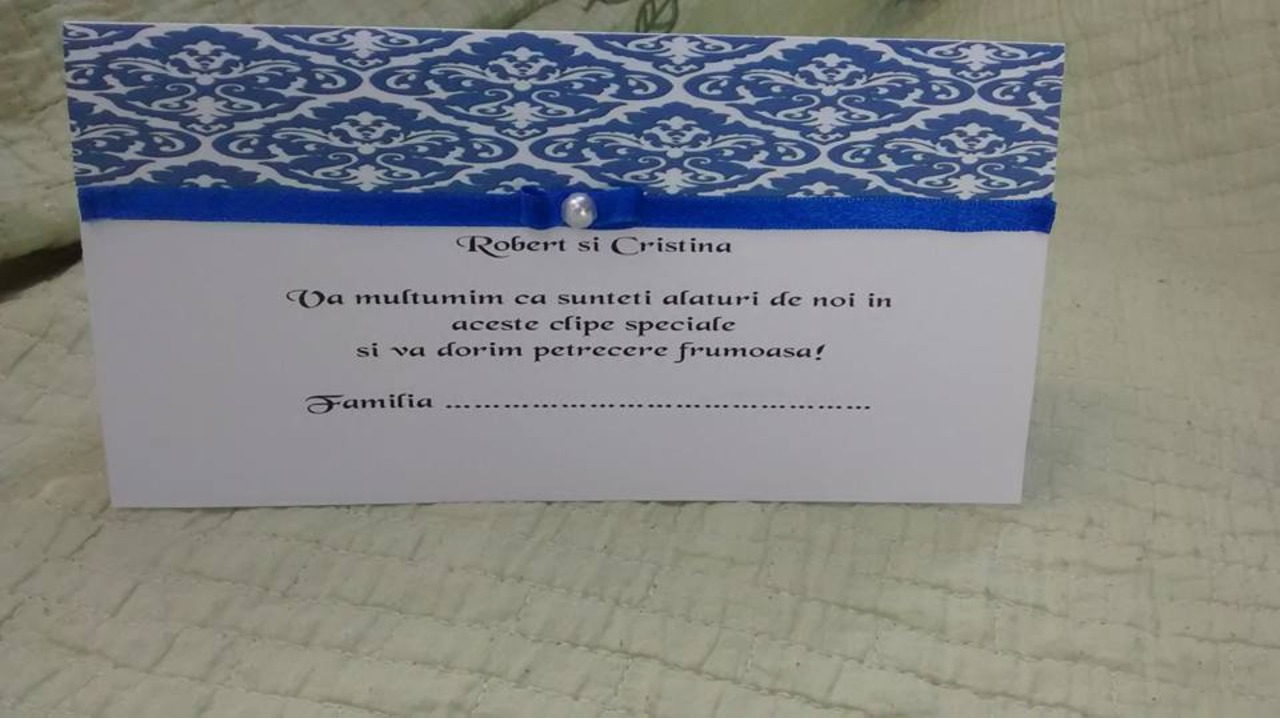 Robert si Cristina
Va multumim ca sunteti alaturi de noi in
aceste clipe speciale
si va dorim petrecere frumoasa!
Familia ................................................